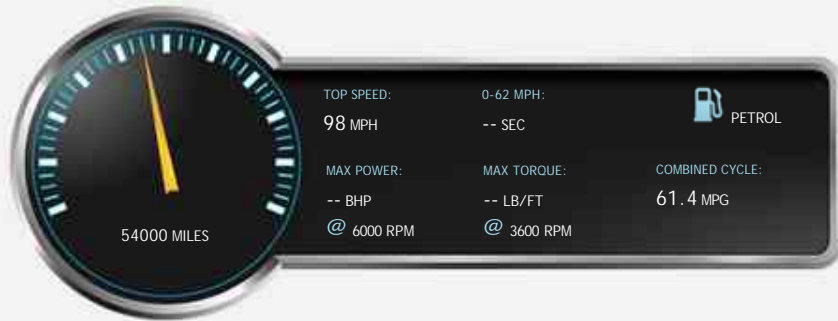 TOP SPEED:
98 MPH
0-62 MPH:
-- SEC
PETROL
MAX POWER:
-- BHP
@ 6000 RPM
MAX TORQUE:
-- LB/FT
@ 3600 RPM
COMBINED CYCLE:
61.4 MPG
54000 MILES